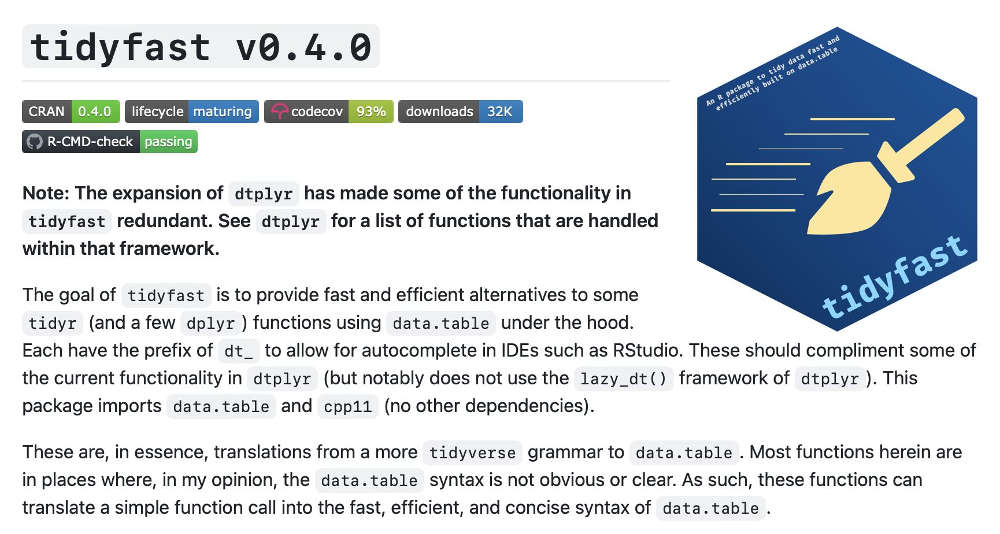 tidyfast v0.4.0
CRAN 0.4.0 lifecycle maturing codecov 93% downloads 32K
R-CMD-check passing
Note: The expansion of dtplyr has made some of the functionality in
tidyfast redundant. See dtplyr for a list of functions that are handled
within that framework.
An R package to tidy data fast and
efficiently built on data.table
tidyfast
The goal of tidyfast is to provide fast and efficient alternatives to some
tidyr (and a few dplyr) functions using data.table under the hood.
Each have the prefix of dt_ to allow for autocomplete in IDEs such as RStudio. These should compliment some of
the current functionality in dtplyr (but notably does not use the lazy_dt() framework of dtplyr). This
package imports data.table and cpp11 (no other dependencies).
These are, in essence, translations from a more tidyverse grammar to data.table. Most functions herein are
in places where, in my opinion, the data.table syntax is not obvious or clear. As such, these functions can
translate a simple function call into the fast, efficient, and concise syntax of data.table.